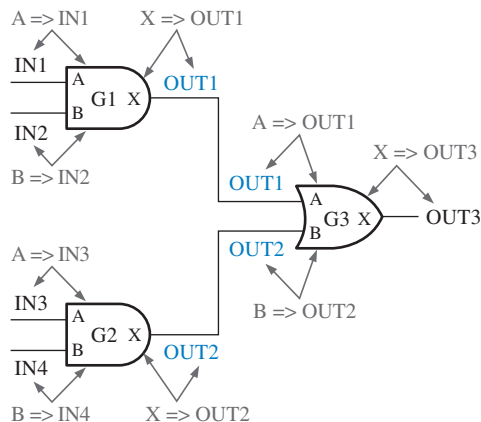 A => IN1
X => OUT1
IN1
A
G1
X
OUT1
B
IN2
B => IN2
A => OUT1
X => OUT3
OUT1
A
G3
X
OUT3
B
OUT2
A => IN3
B => OUT2
IN3
A
G2
X
OUT2
B
IN4
B => IN4
X => OUT2